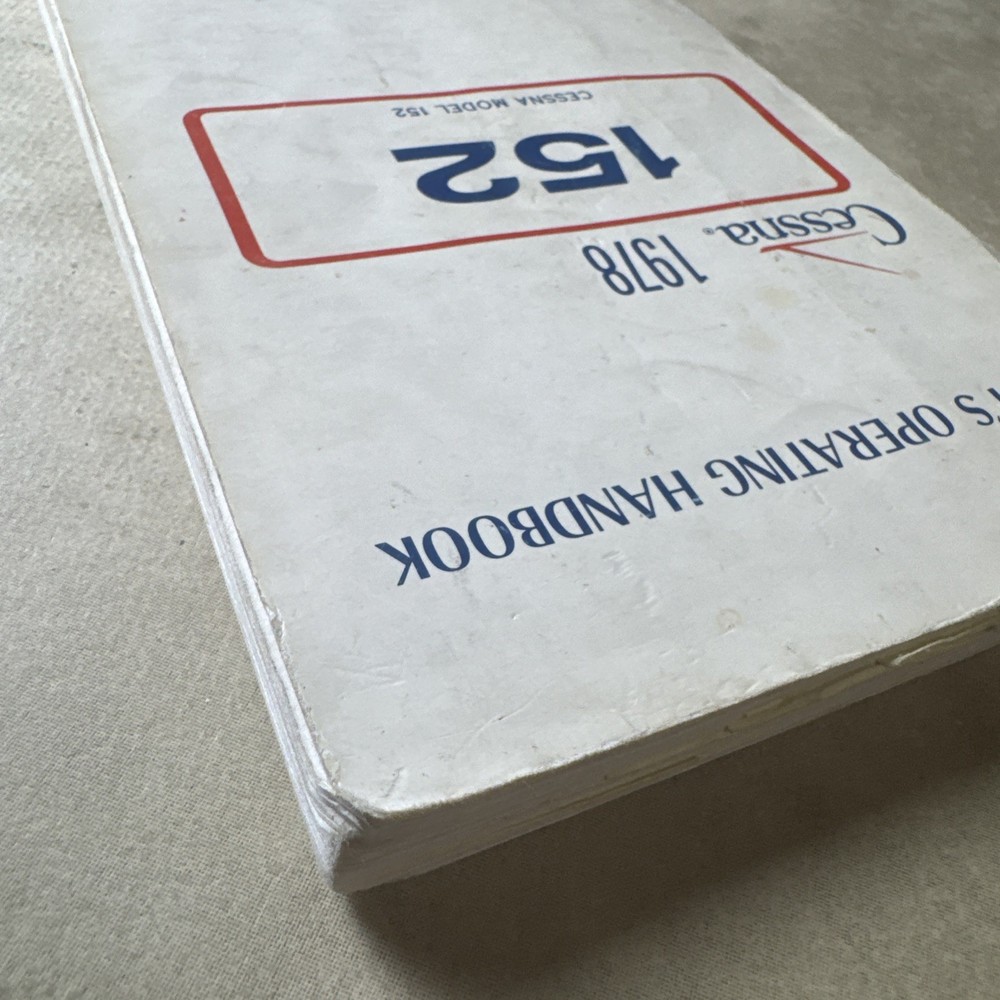 'S OPERATING HANDBOOK
Cessna® 1978
152
CESSNA MODEL 152